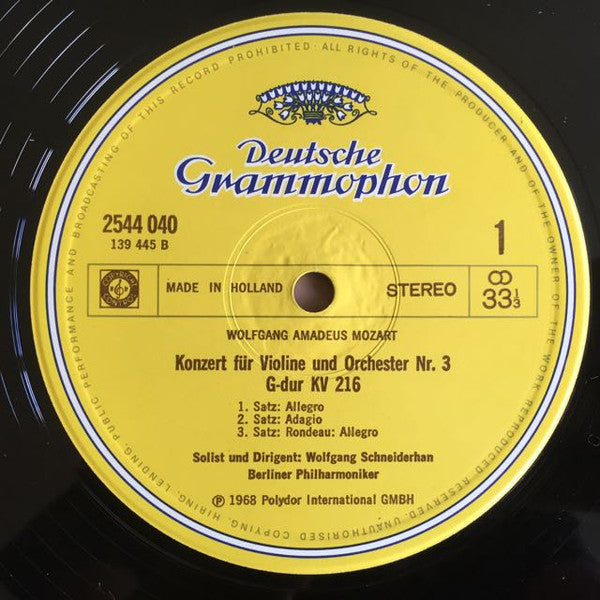 ALL RIGHTS OF THE PRODUCER AND OF THE OWNER OF THE WORK REPRODUCED RESERVED. UNAUTHORISED COPYING, HIRING, LENDING, PUBLIC PERFORMANCE AND BROADCASTING OF THIS RECORD PROHIBITED ·
Deutsche
Grammophon
2544 040
139 445 B
1
COPYRIGHT
CONTROL
MADE IN HOLLAND
STEREO
33⅓
WOLFGANG AMADEUS MOZART
Konzert für Violine und Orchester Nr. 3
G-dur KV 216
1. Satz: Allegro
2. Satz: Adagio
3. Satz: Rondeau: Allegro
Solist und Dirigent: Wolfgang Schneiderhan
Berliner Philharmoniker
Ⓟ 1968 Polydor International GMBH